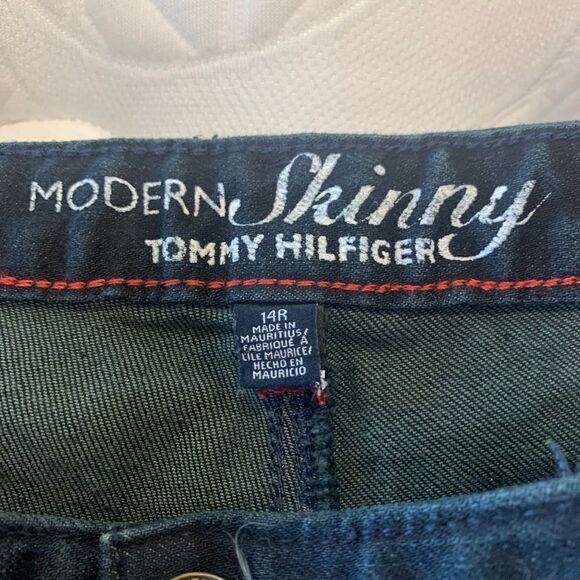 MODERN Skinny
TOMMY HILFIGER
14R
MADE IN
MAURITIUS/
FABRIQUÉ À
L'ILE MAURICE/
HECHO EN
MAURICIO